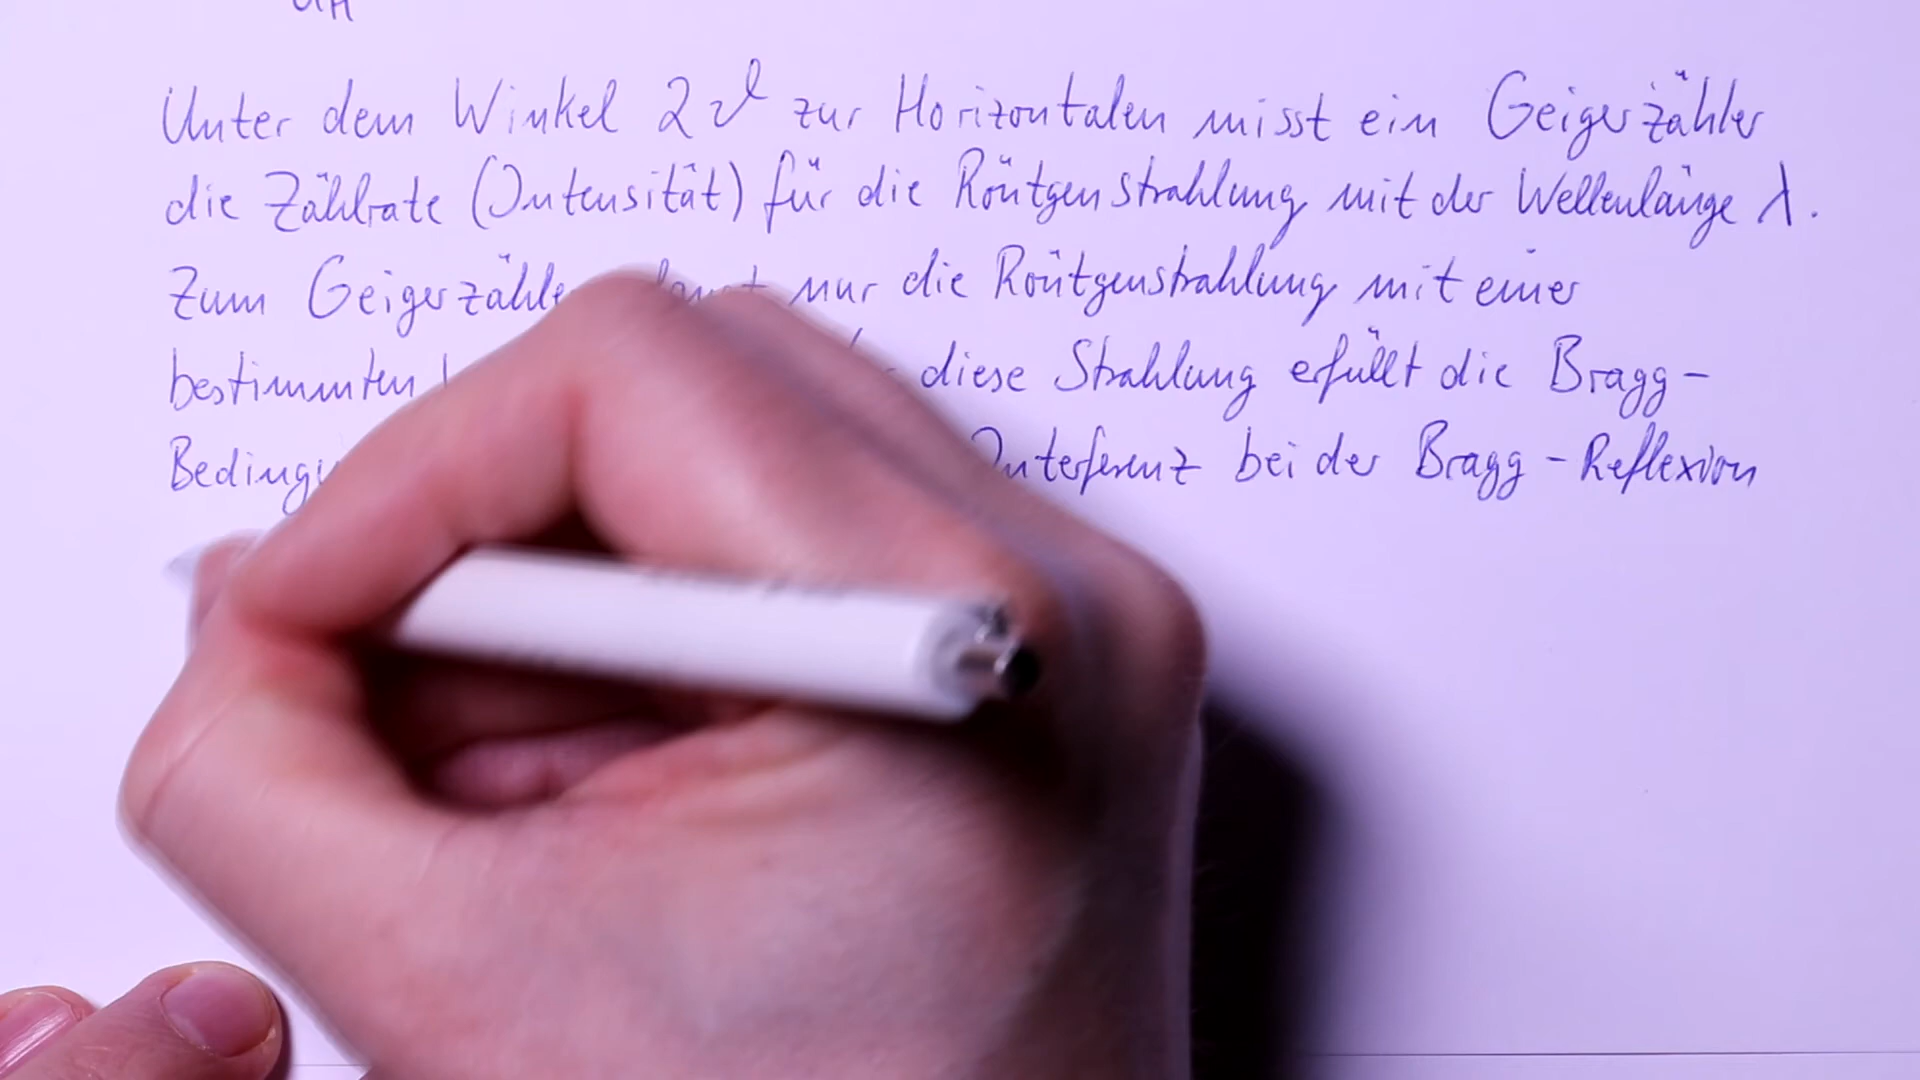 Unter dem Winkel 2ϑ zur Horizontalen misst ein Geigerzähler
die Zählrate (Intensität) für die Röntgenstrahlung mit der Wellenlänge λ.
Zum Geigerzähler nur die Röntgenstrahlung mit einer
bestimmten diese Strahlung erfüllt die Bragg-
Interferenz bei der Bragg-Reflexion